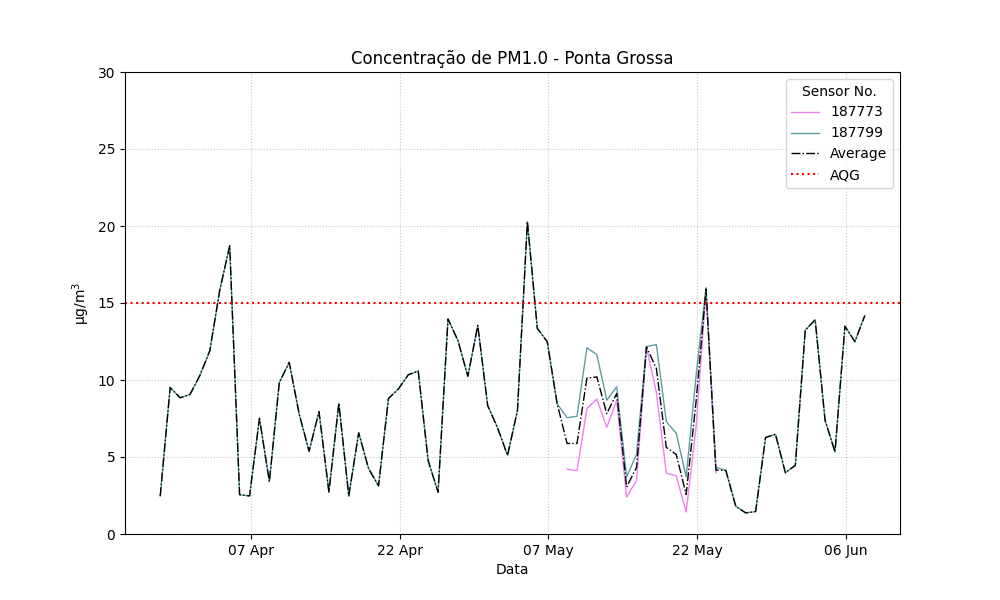 Concentração de PM1.0 - Ponta Grossa
Sensor No.
187773
187799
Average
AQG
30
25
20
15
10
5
0
µg/m³
07 Apr
22 Apr
07 May
22 May
06 Jun
Data